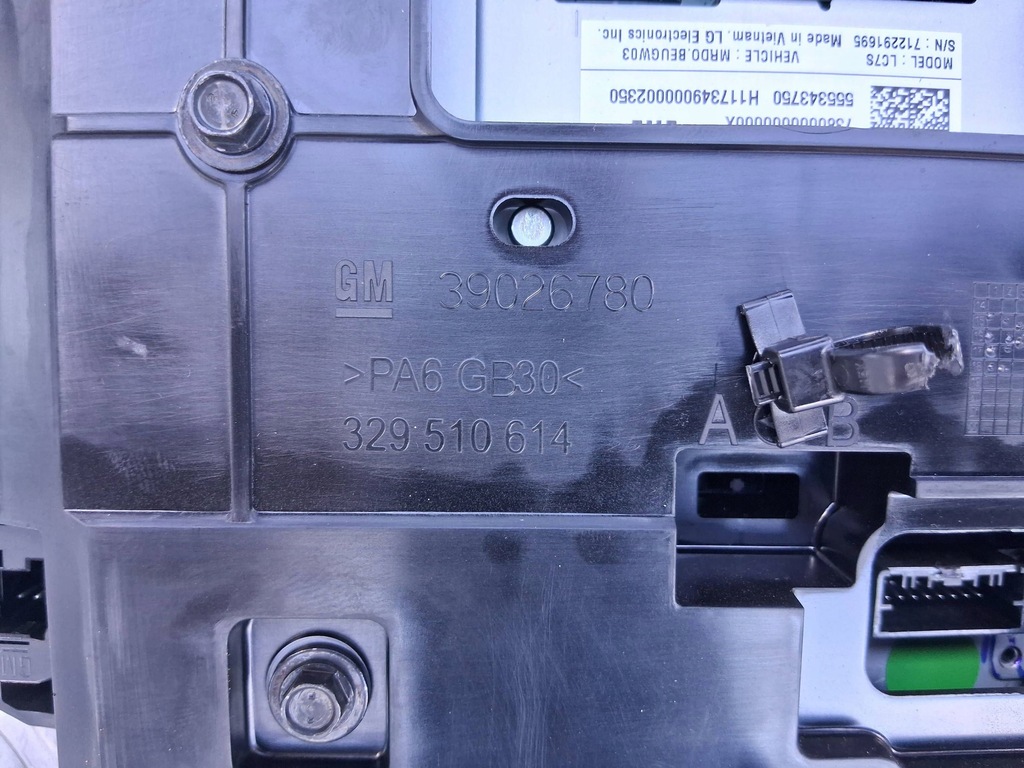 MODEL : LC7S
VEHICLE : MRDO.BEUGW03
S/N : 712291695 Made in Vietnam. LG Electronics Inc.
555343750 H1173490000002350
GM 39026780
>PA6 GB30<
329 510 614
A C B